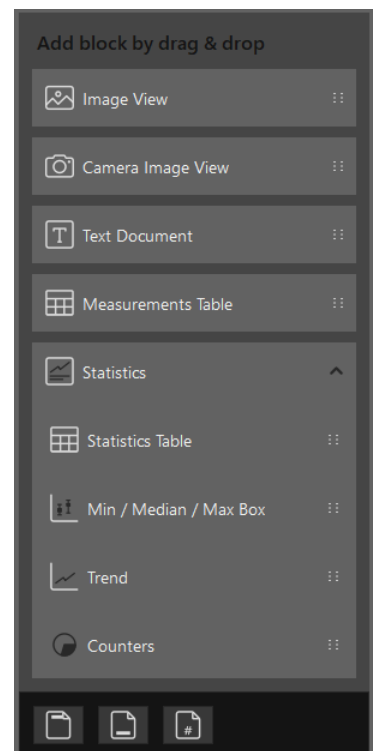 Add block by drag & drop
Image View
Camera Image View
T Text Document
Measurements Table
Statistics
Statistics Table
Min / Median / Max Box
Trend
Counters
#